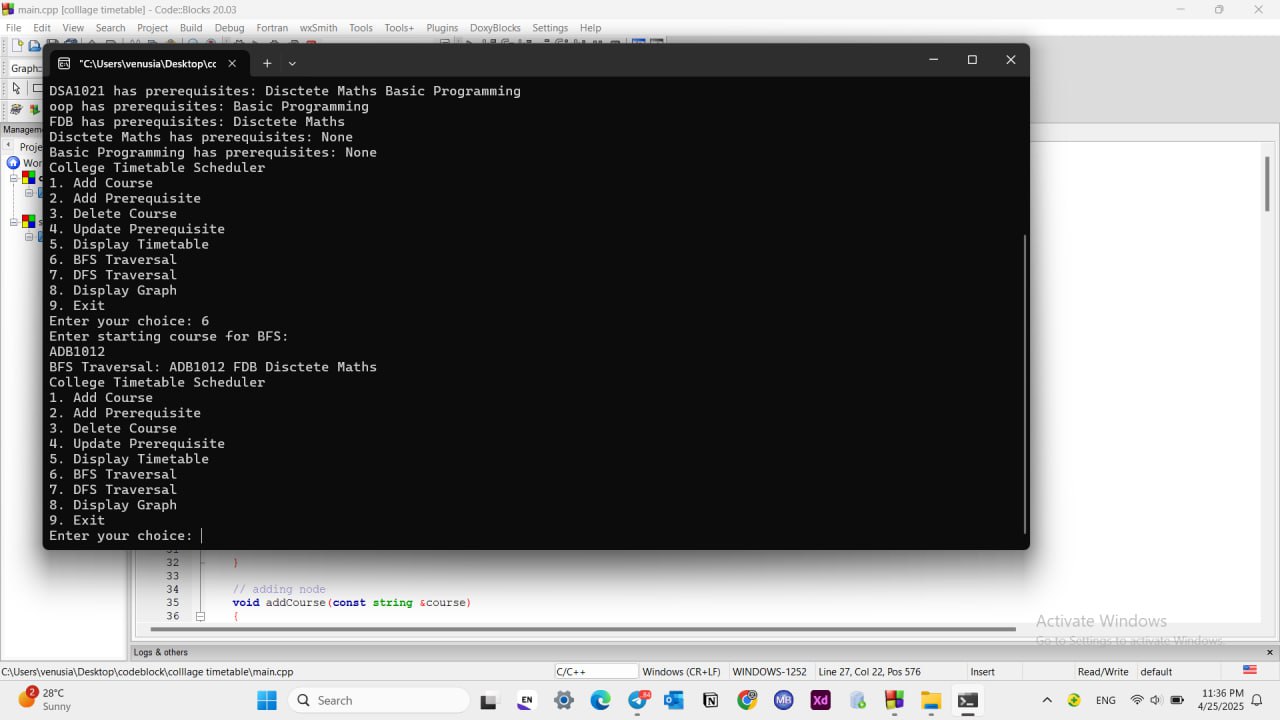 main.cpp [colllage timetable] - Code::Blocks 20.03
File Edit View Search Project Build Debug Fortran wxSmith Tools Tools+ Plugins DoxyBlocks Settings Help
"C:\Users\venusia\Desktop\cc
DSA1021 has prerequisites: Disctete Maths Basic Programming
oop has prerequisites: Basic Programming
FDB has prerequisites: Disctete Maths
Disctete Maths has prerequisites: None
Basic Programming has prerequisites: None
College Timetable Scheduler
1. Add Course
2. Add Prerequisite
3. Delete Course
4. Update Prerequisite
5. Display Timetable
6. BFS Traversal
7. DFS Traversal
8. Display Graph
9. Exit
Enter your choice: 6
Enter starting course for BFS:
ADB1012
BFS Traversal: ADB1012 FDB Disctete Maths
College Timetable Scheduler
1. Add Course
2. Add Prerequisite
3. Delete Course
4. Update Prerequisite
5. Display Timetable
6. BFS Traversal
7. DFS Traversal
8. Display Graph
9. Exit
Enter your choice:
32 }
33
34 // adding node
35 void addCourse(const string &course)
36 {
Activate Windows
Go to Settings to activate Windows.
Logs & others
C:\Users\venusia\Desktop\codeblock\colllage timetable\main.cpp C/C++ Windows (CR+LF) WINDOWS-1252 Line 27, Col 22, Pos 576 Insert Read/Write default
2 28°C
Sunny
Search
EN
84
MB
Xd
ENG
11:36 PM
4/25/2025